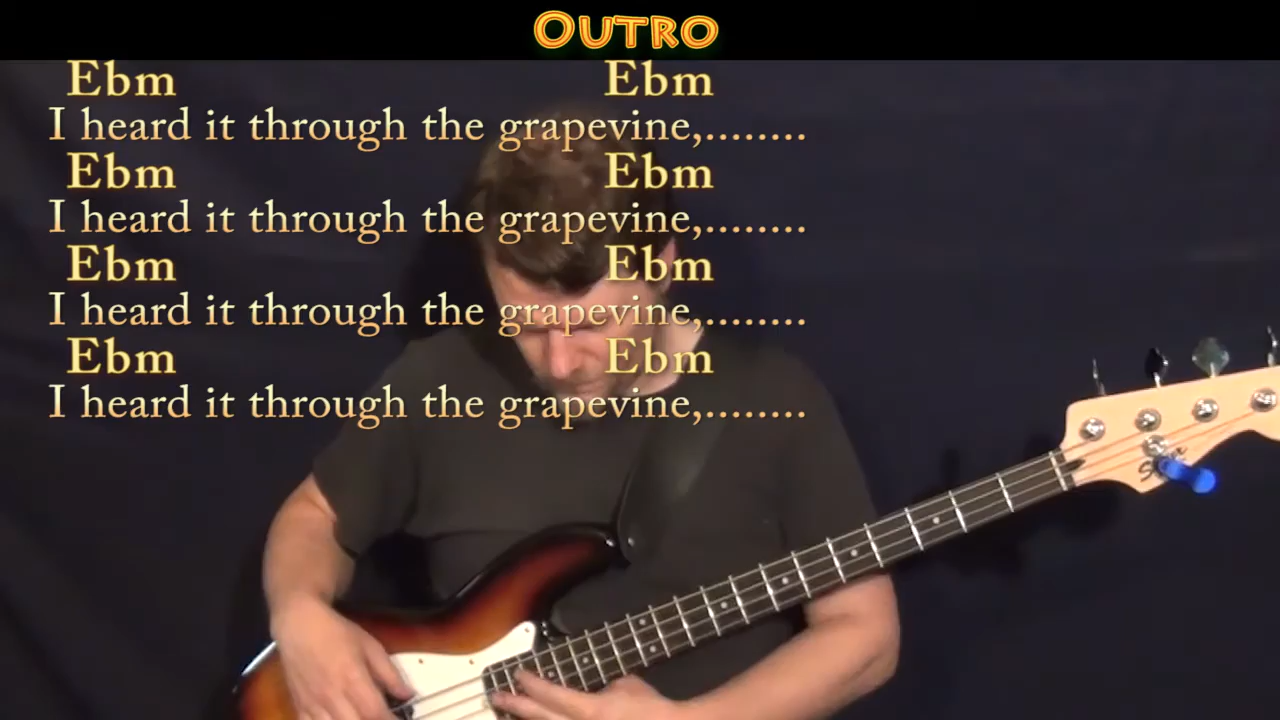 Outro
Ebm Ebm
I heard it through the grapevine,........
Ebm Ebm
I heard it through the grapevine,........
Ebm Ebm
I heard it through the grapevine,........
Ebm Ebm
I heard it through the grapevine,........